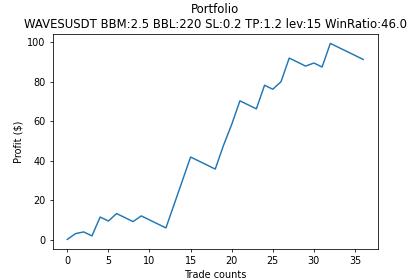 Portfolio
WAVESUSDT BBM:2.5 BBL:220 SL:0.2 TP:1.2 lev:15 WinRatio:46.0
100
80
60
40
20
0
Profit ($)
0 5 10 15 20 25 30 35
Trade counts